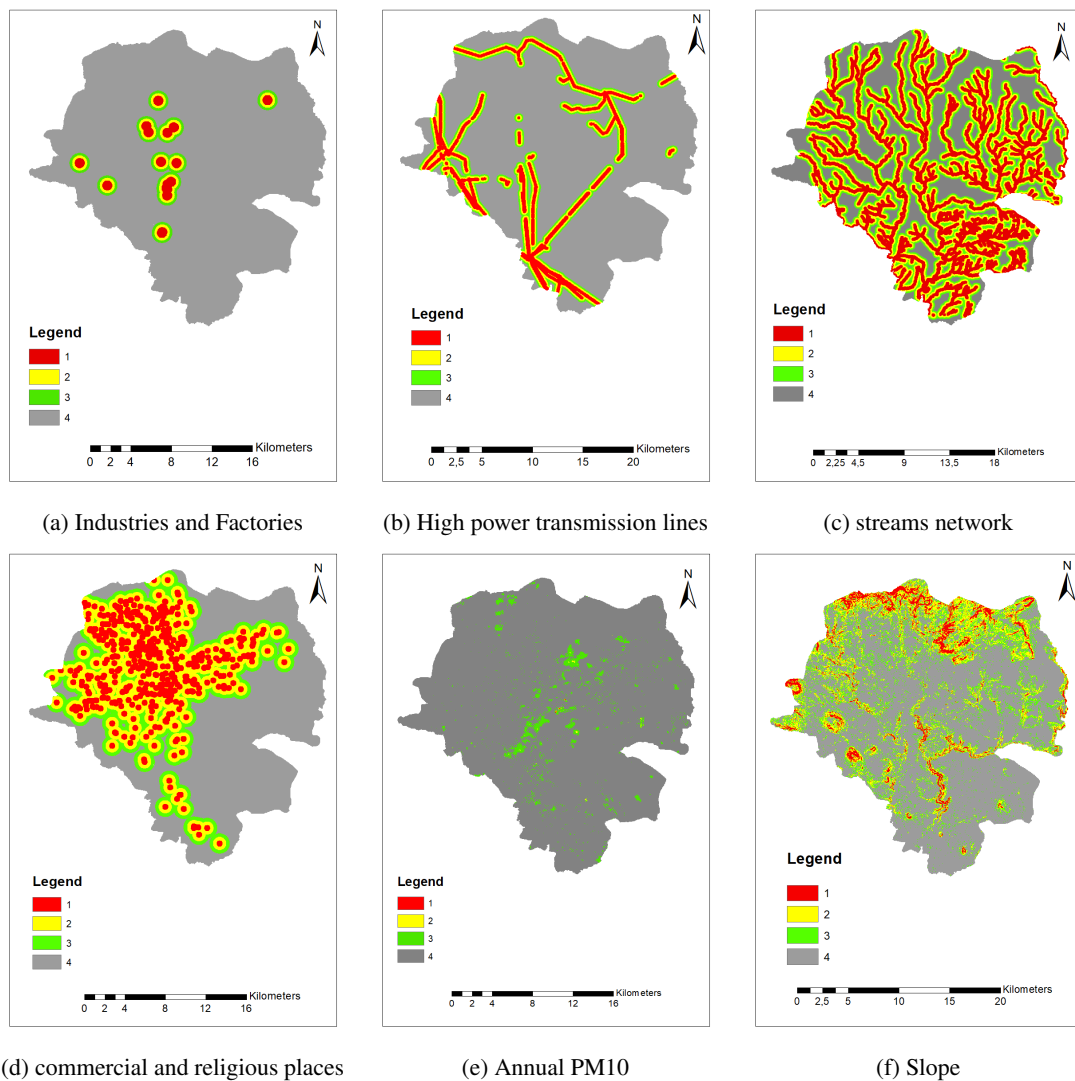 N
Legend
1
2
3
4
Kilometers
0 2 4 8 12 16
(a) Industries and Factories
N
Legend
1
2
3
4
Kilometers
0 2,5 5 10 15 20
(b) High power transmission lines
N
Legend
1
2
3
4
Kilometers
0 2,25 4,5 9 13,5 18
(c) streams network
N
Legend
1
2
3
4
Kilometers
0 2 4 8 12 16
(d) commercial and religious places
N
Legend
1
2
3
4
Kilometers
0 2 4 8 12 16
(e) Annual PM10
N
Legend
1
2
3
4
Kilometers
0 2,5 5 10 15 20
(f) Slope